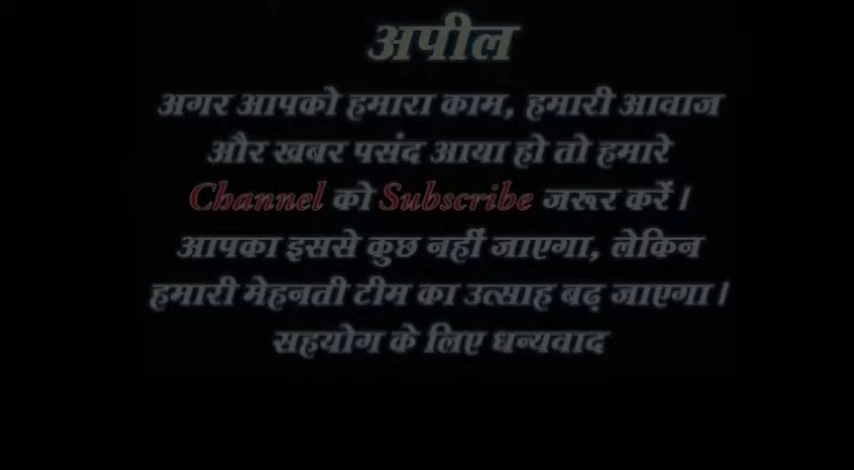 अपील
अगर आपको हमारा काम, हमारी आवाज
और खबर पसंद आया हो तो हमारे
Channel को Subscribe जरूर करें।
आपका इससे कुछ नहीं जाएगा, लेकिन
हमारी मेहनती टीम का उत्साह बढ़ जाएगा।
सहयोग के लिए धन्यवाद